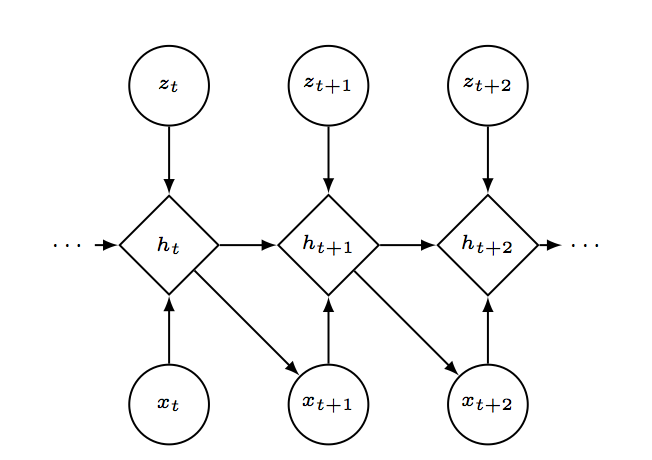 z_t z_{t+1} z_{t+2}
··· h_t h_{t+1} h_{t+2} ···
x_t x_{t+1} x_{t+2}